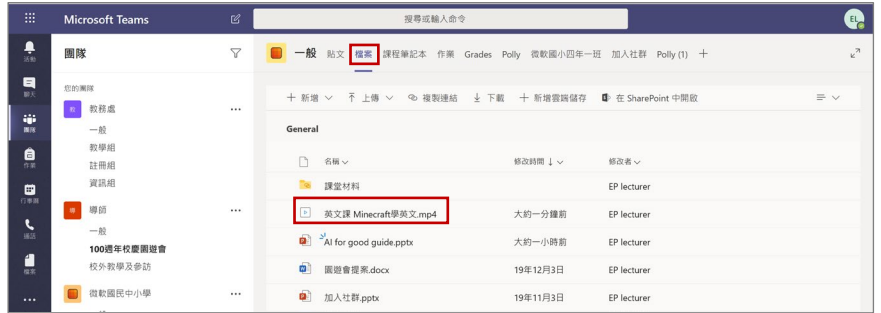 Microsoft Teams
搜尋或輸入命令
EL
活動
聊天
團隊
作業
行事曆
通話
檔案
團隊
您的團隊
教 教務處
一般
教學組
註冊組
資訊組
導 導師
一般
100週年校慶園遊會
校外教學及參訪
微軟國民中小學
一般 貼文 檔案 課程筆記本 作業 Grades Polly 微軟國小四年一班 加入社群 Polly (1)
新增 上傳 複製連結 下載 新增雲端儲存 在 SharePoint 中開啟
General
名稱 修改時間 ↓ 修改者
課堂材料 EP lecturer
英文課 Minecraft學英文.mp4 大約一分鐘前
AI for good guide.pptx 大約一小時前 EP lecturer
園遊會提案.docx 19年12月3日 EP lecturer
加入社群.pptx 19年11月3日 EP lecturer